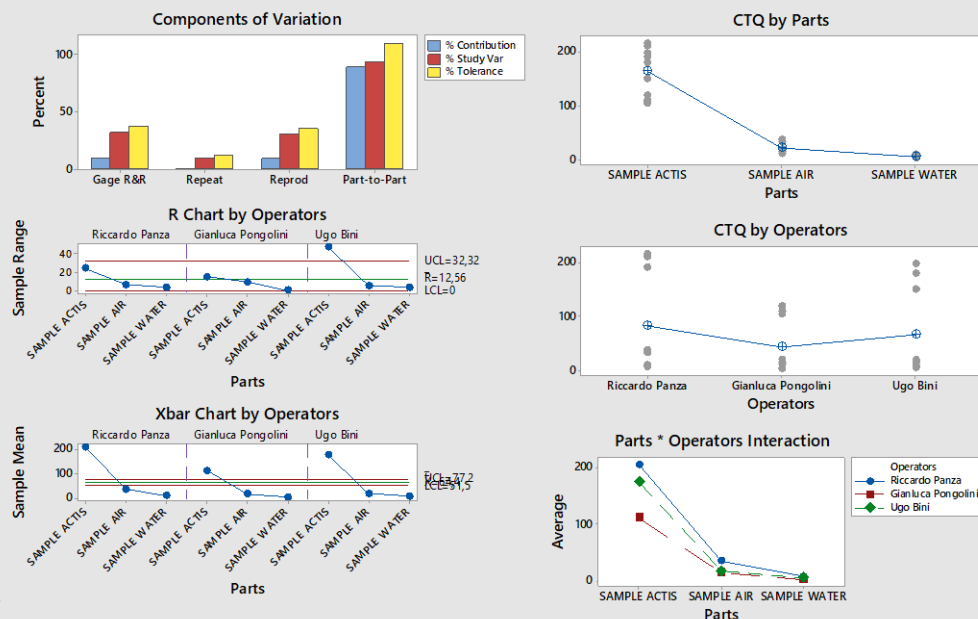 Components of Variation
Percent
100
50
0
Gage R&R
Repeat
Reprod
Part-to-Part
% Contribution
% Study Var
% Tolerance
R Chart by Operators
Riccardo Panza
Gianluca Pongolini
Ugo Bini
Sample Range
40
20
0
UCL=32,32
R=12,56
LCL=0
SAMPLE ACTIS
SAMPLE AIR
SAMPLE WATER
SAMPLE ACTIS
SAMPLE AIR
SAMPLE WATER
SAMPLE ACTIS
SAMPLE AIR
SAMPLE WATER
Parts
Xbar Chart by Operators
Riccardo Panza
Gianluca Pongolini
Ugo Bini
Sample Mean
200
100
0
UCL=77,2
LCL=51,5
SAMPLE ACTIS
SAMPLE AIR
SAMPLE WATER
SAMPLE ACTIS
SAMPLE AIR
SAMPLE WATER
SAMPLE ACTIS
SAMPLE AIR
SAMPLE WATER
Parts
CTQ by Parts
200
100
0
SAMPLE ACTIS
SAMPLE AIR
SAMPLE WATER
Parts
CTQ by Operators
200
100
0
Riccardo Panza
Gianluca Pongolini
Ugo Bini
Operators
Parts * Operators Interaction
Average
200
100
0
SAMPLE ACTIS
SAMPLE AIR
SAMPLE WATER
Parts
Operators
Riccardo Panza
Gianluca Pongolini
Ugo Bini